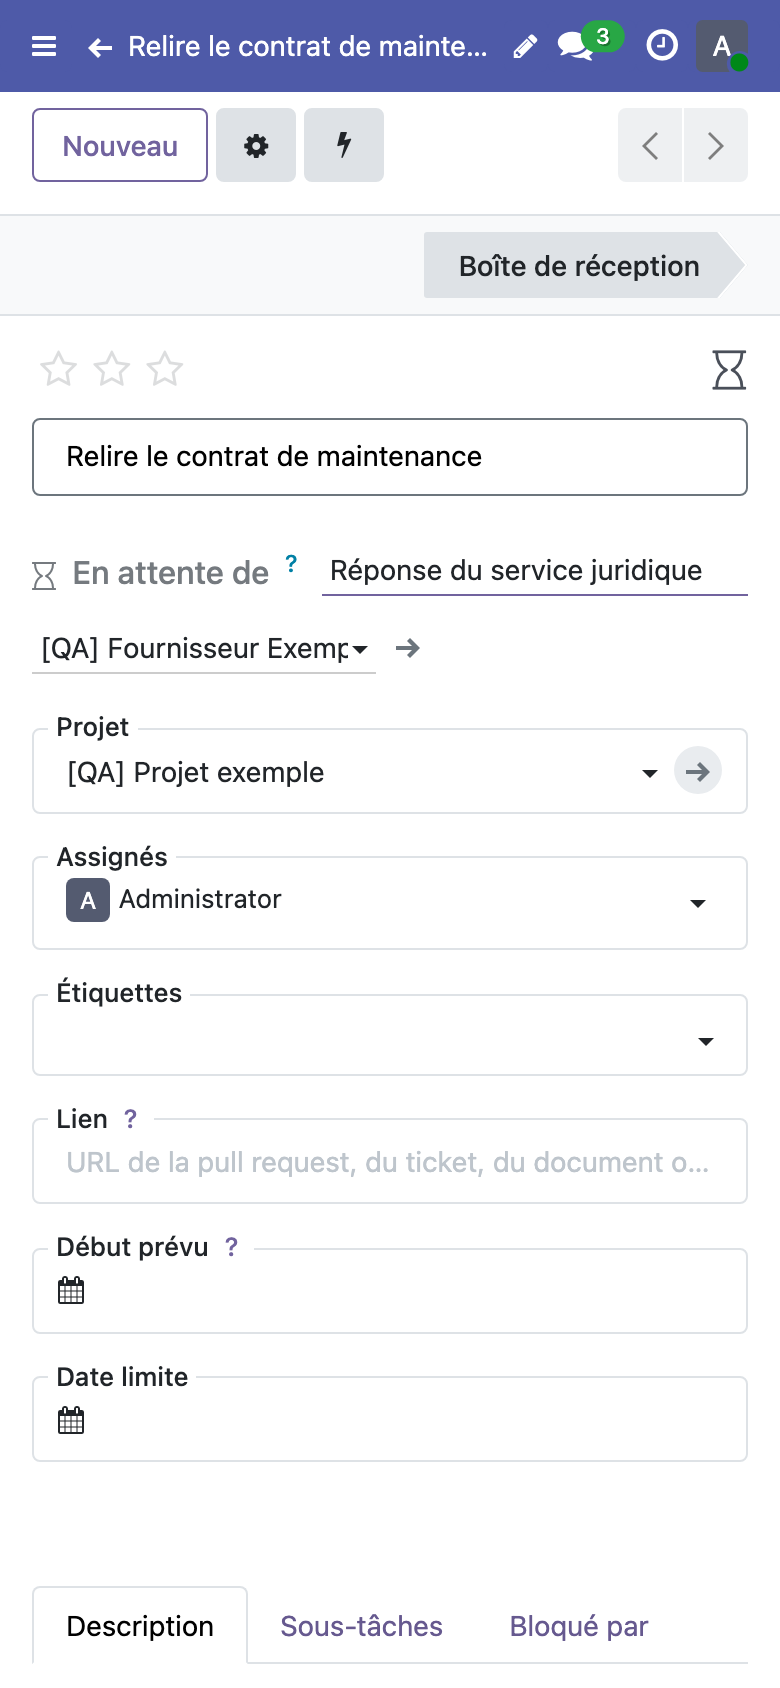 Relire le contrat de mainte...
3
A
Nouveau
Boîte de réception
Relire le contrat de maintenance
En attente de ?
Réponse du service juridique
[QA] Fournisseur Exemp
Projet
[QA] Projet exemple
Assignés
A Administrator
Étiquettes
Lien ?
URL de la pull request, du ticket, du document o...
Début prévu ?
Date limite
Description
Sous-tâches
Bloqué par